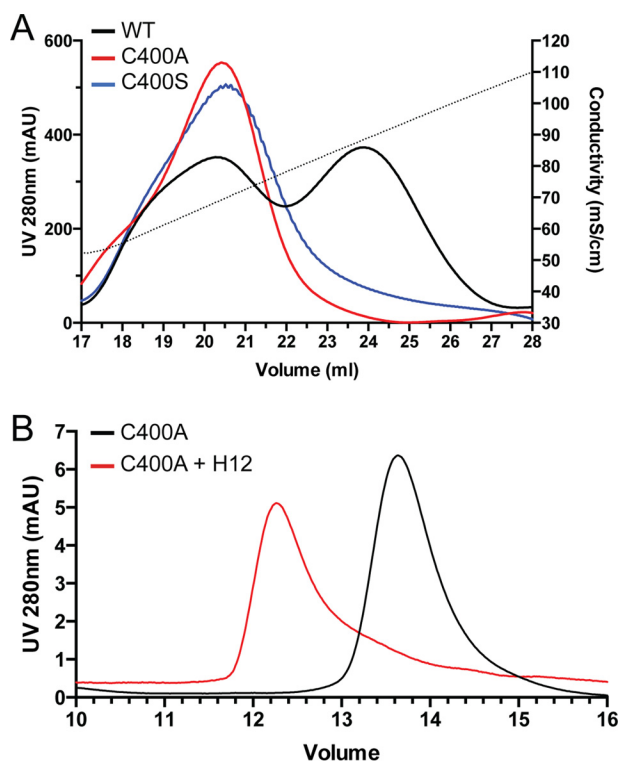 A
WT
C400A
C400S
600
400
200
0
UV 280nm (mAU)
120
110
100
90
80
70
60
50
40
30
Conductivity (mS/cm)
17 18 19 20 21 22 23 24 25 26 27 28
Volume (ml)
B
C400A
C400A + H12
7
6
5
4
3
2
1
0
UV 280nm (mAU)
10 11 12 13 14 15 16
Volume